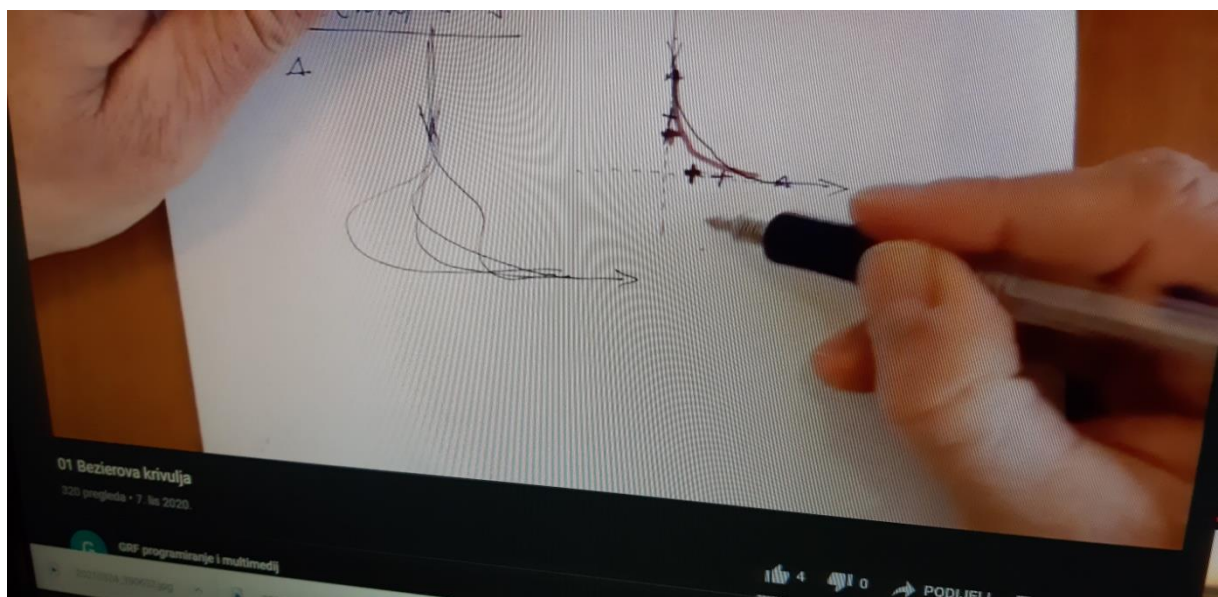 01 Bezierova krivulja
320 pregleda • 7. lis 2020.
G
GRF programiranje i multimedij
4
0
PODIJELI